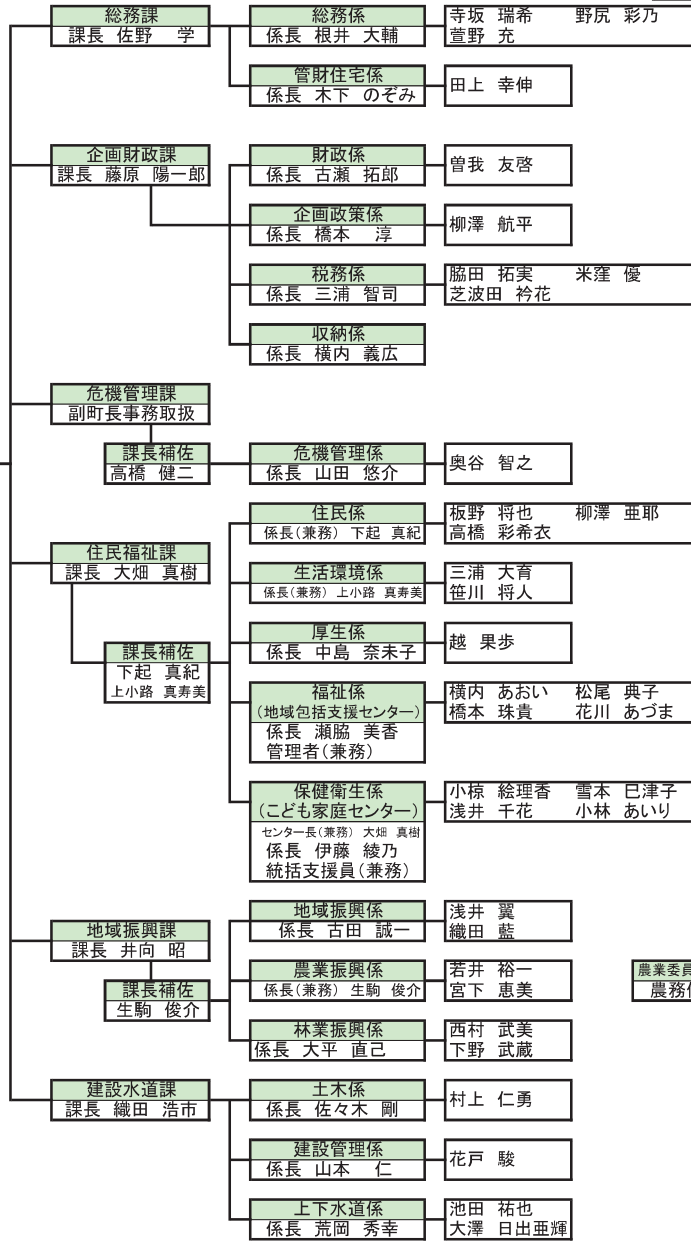 総務課
課長 佐野 学
総務係
係長 根井 大輔
寺坂 瑞希 野尻 彩乃
萱野 充
管財住宅係
係長 木下 のぞみ
田上 幸伸
企画財政課
課長 藤原 陽一郎
財政係
係長 古瀬 拓郎
曽我 友啓
企画政策係
係長 橋本 淳
柳澤 航平
税務係
係長 三浦 智司
脇田 拓実 米窪 優
芝波田 衿花
収納係
係長 横内 義広
危機管理課
副町長事務取扱
課長補佐
高橋 健二
危機管理係
係長 山田 悠介
奥谷 智之
住民福祉課
課長 大畑 真樹
課長補佐
下起 真紀
上小路 真寿美
住民係
係長(兼務) 下起 真紀
板野 将也 柳澤 亜耶
高橋 彩希衣
生活環境係
係長(兼務) 上小路 真寿美
三浦 大育
笹川 将人
厚生係
係長 中島 奈未子
越 果歩
福祉係
(地域包括支援センター)
係長 瀬脇 美香
管理者(兼務)
横内 あおい 松尾 典子
橋本 珠貴 花川 あづま
保健衛生係
(こども家庭センター)
センター長(兼務) 大畑 真樹
係長 伊藤 綾乃
統括支援員(兼務)
小椋 絵理香 雪本 巳津子
浅井 千花 小林 あいり
地域振興課
課長 井向 昭
課長補佐
生駒 俊介
地域振興係
係長 古田 誠一
浅井 翼
織田 藍
農業振興係
係長(兼務) 生駒 俊介
若井 裕一
宮下 恵美
農業委員
農務
林業振興係
係長 大平 直己
西村 武美
下野 武蔵
建設水道課
課長 織田 浩市
土木係
係長 佐々木 剛
村上 仁勇
建設管理係
係長 山本 仁
花戸 駿
上下水道係
係長 荒岡 秀幸
池田 祐也
大澤 日出亜輝